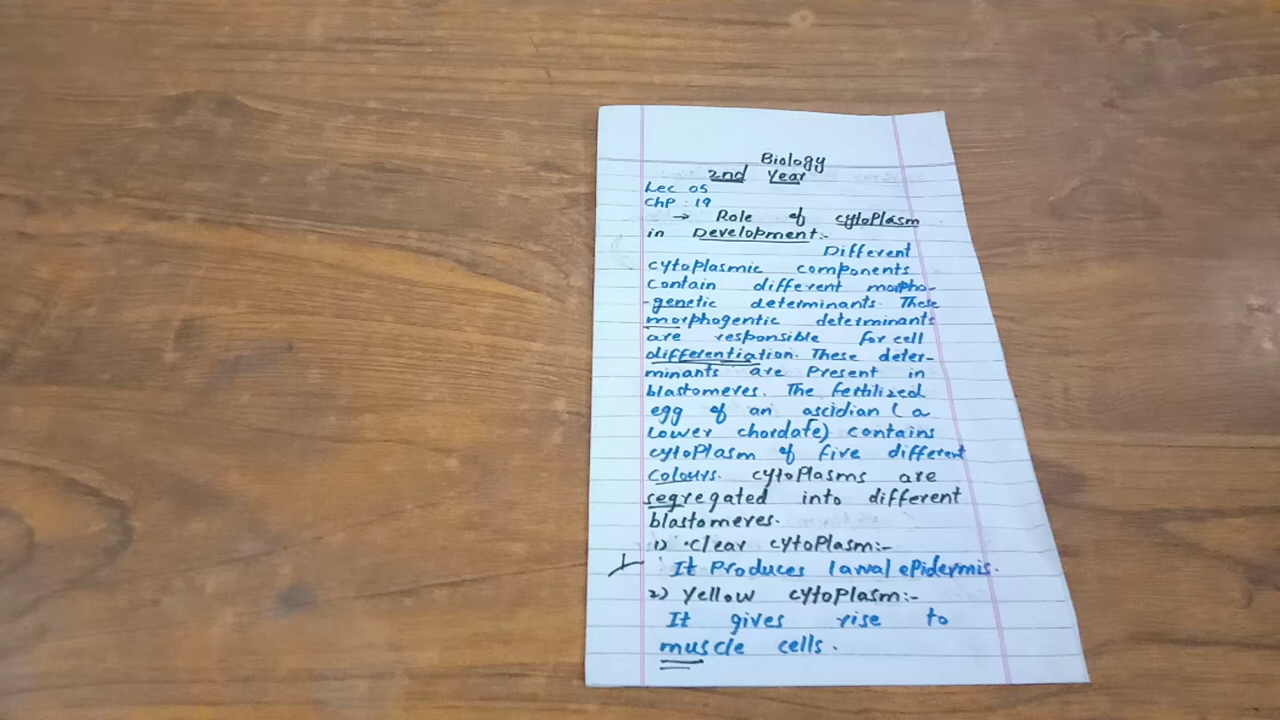 Biology
2nd Year
Lec 05
Chp : 19
→ Role of cytoplasm
in Development:-
Different
cytoplasmic components
contain different morpho-
-genetic determinants. These
morphogentic determinants
are responsible for cell
differentiation. These deter-
minants are Present in
blastomeres. The fertilized
egg of an ascidian (a
Lower chordate) contains
cytoplasm of five different
colours. cytoplasms are
segregated into different
blastomeres.
1) Clear cytoplasm:-
It Produces larval epidermis.
2) Yellow cytoplasm:-
It gives rise to
muscle cells.